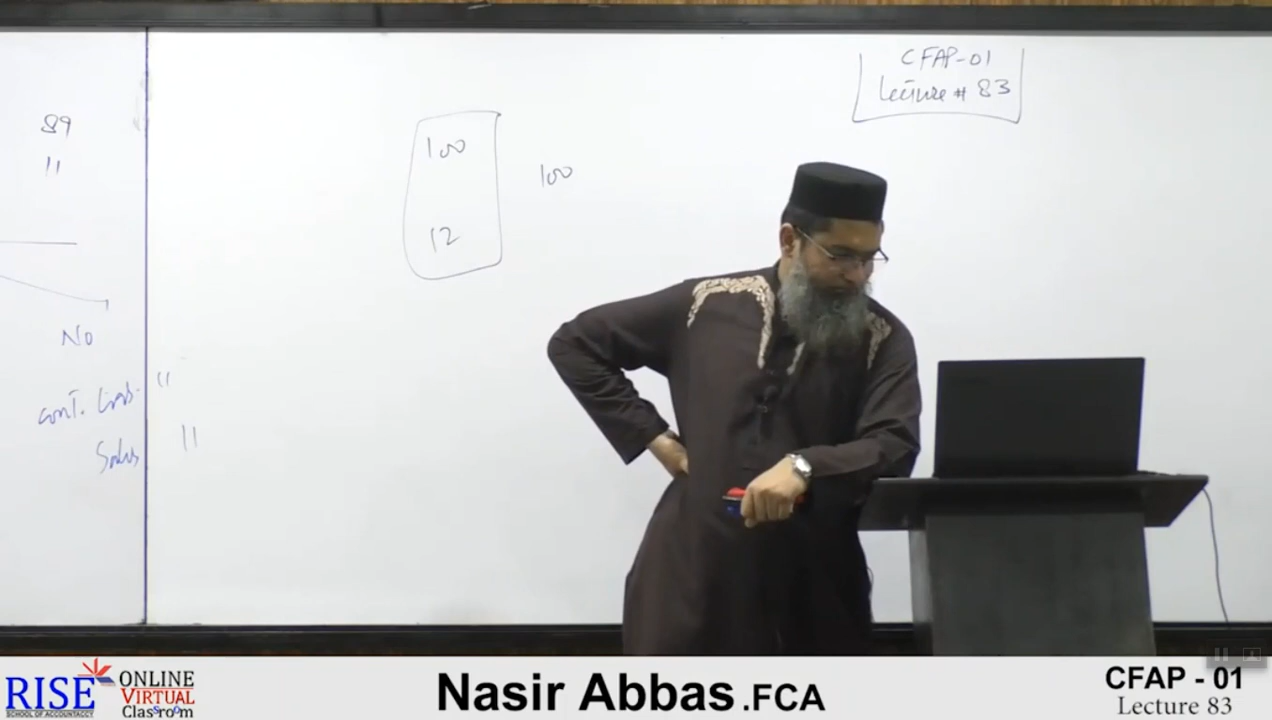 CFAP-01
Lecture # 83
89
11
100
100
12
No
cont. Liab. 11
Sales 11
RISE
SCHOOL OF ACCOUNTANCY
ONLINE
VIRTUAL
Classroom
Nasir Abbas.FCA
CFAP - 01
Lecture 83